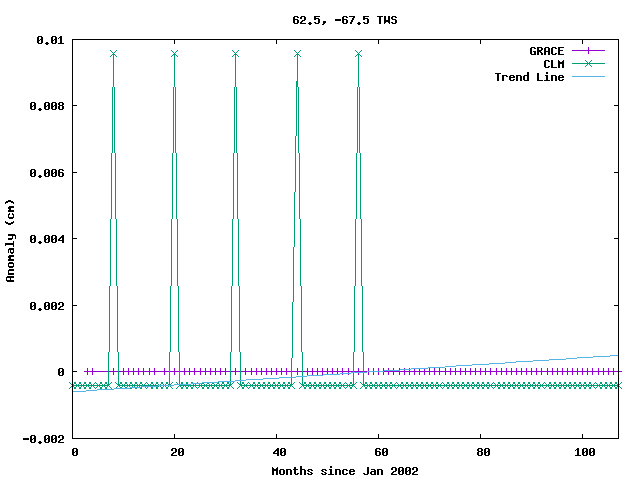 62.5, -67.5 TWS
GRACE
CLM
Trend Line
0.01
0.008
0.006
0.004
0.002
0
-0.002
Anomaly (cm)
0 20 40 60 80 100
Months since Jan 2002